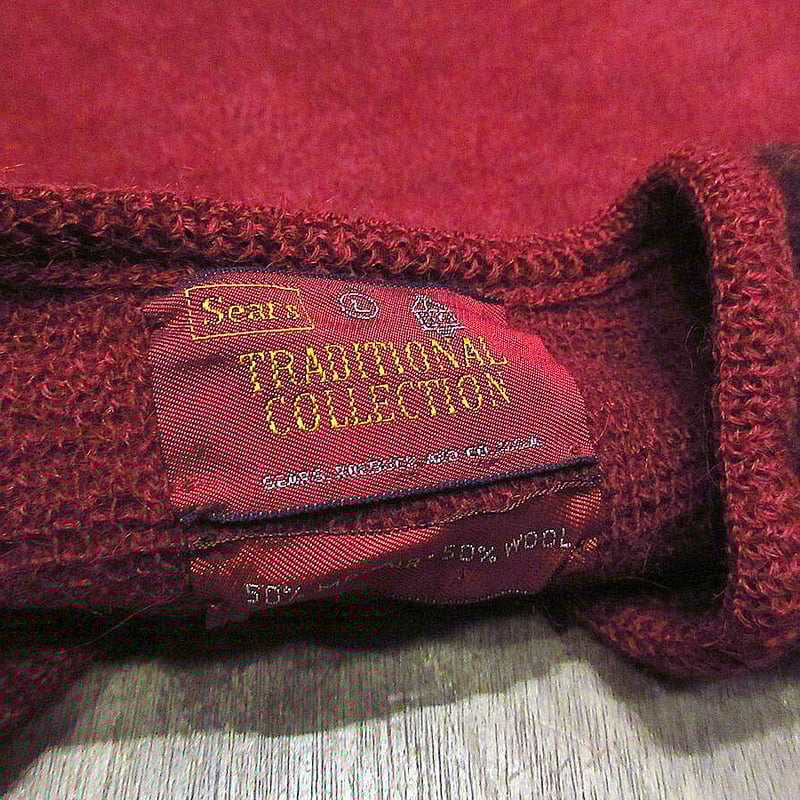 Sears L
TRADITIONAL
COLLECTION
SEARS, ROEBUCK AND CO. U.S.A.
50% - 50% WOOL